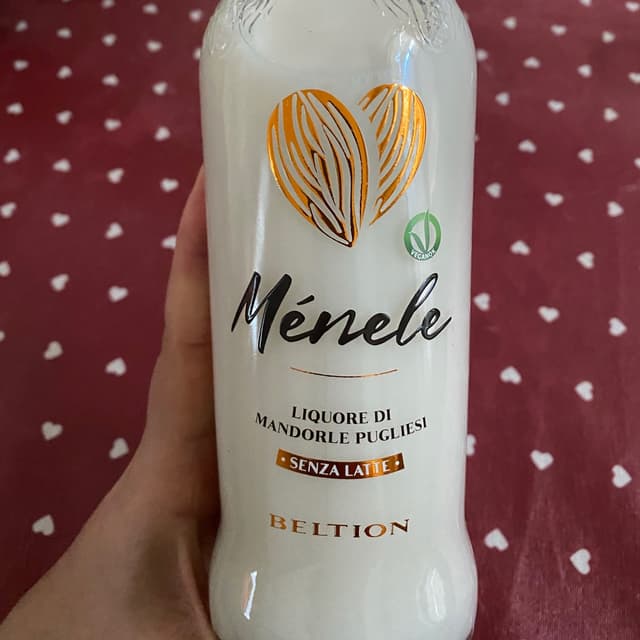 VEGANOK
Ménele
LIQUORE DI
MANDORLE PUGLIESI
• SENZA LATTE •
BELTION